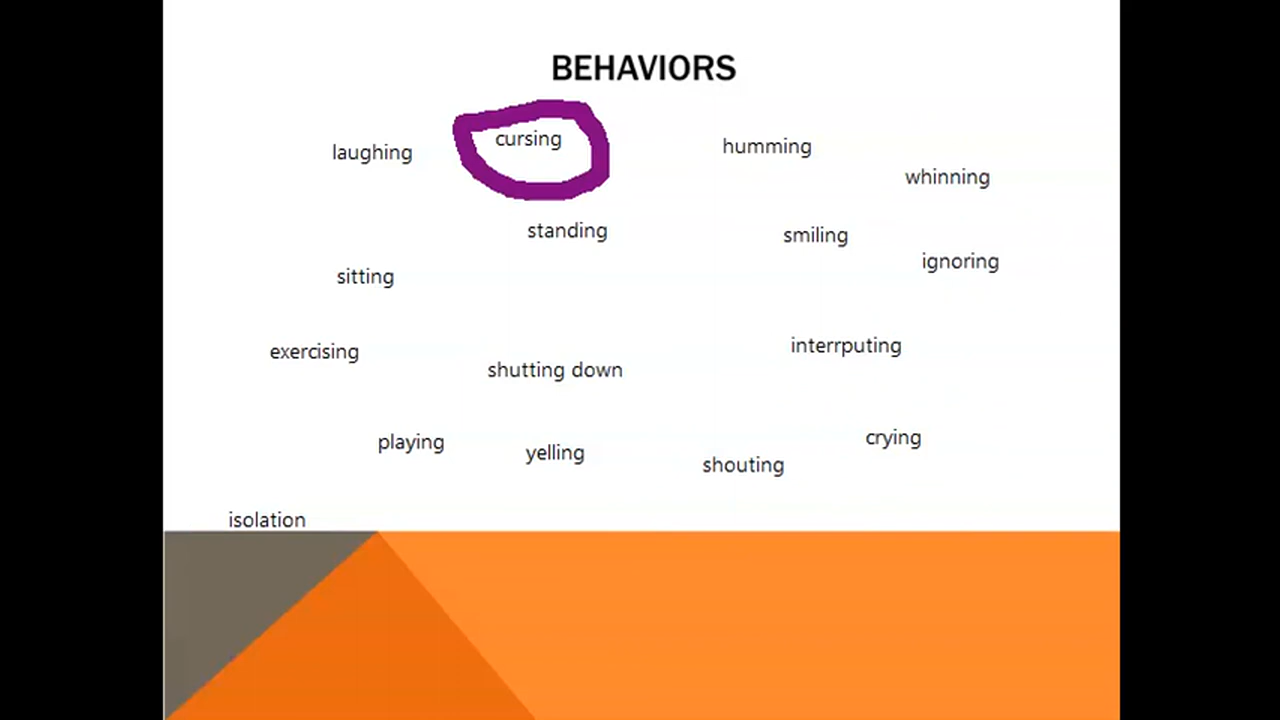 BEHAVIORS
laughing
cursing
humming
whinning
standing
smiling
ignoring
sitting
exercising
shutting down
interrputing
playing
yelling
shouting
crying
isolation